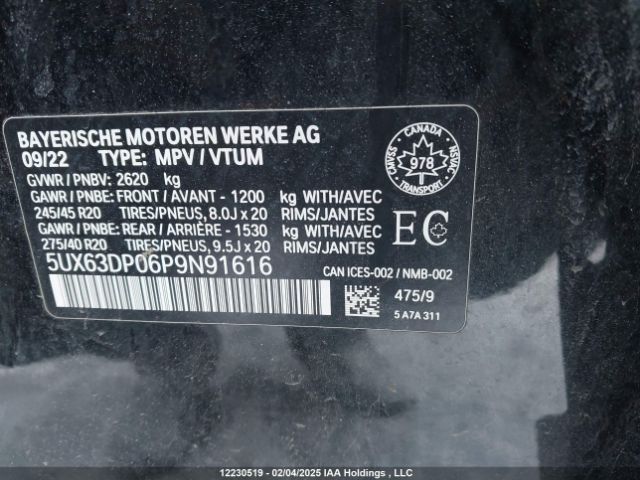 BAYERISCHE MOTOREN WERKE AG
09/22 TYPE: MPV / VTUM
GVWR / PNBV: 2620 kg
GAWR / PNBE: FRONT / AVANT - 1200 kg WITH/AVEC
245/45 R20 TIRES/PNEUS, 8.0J x 20 RIMS/JANTES
GAWR / PNBE: REAR / ARRIÈRE - 1530 kg WITH/AVEC
275/40 R20 TIRES/PNEUS, 9.5J x 20 RIMS/JANTES
5UX63DP06P9N91616
CANADA
CMVSS 978 NSVAC
TRANSPORT
EC
CAN ICES-002 / NMB-002
475/9
5 A7A 311
12230519 - 02/04/2025 IAA Holdings , LLC